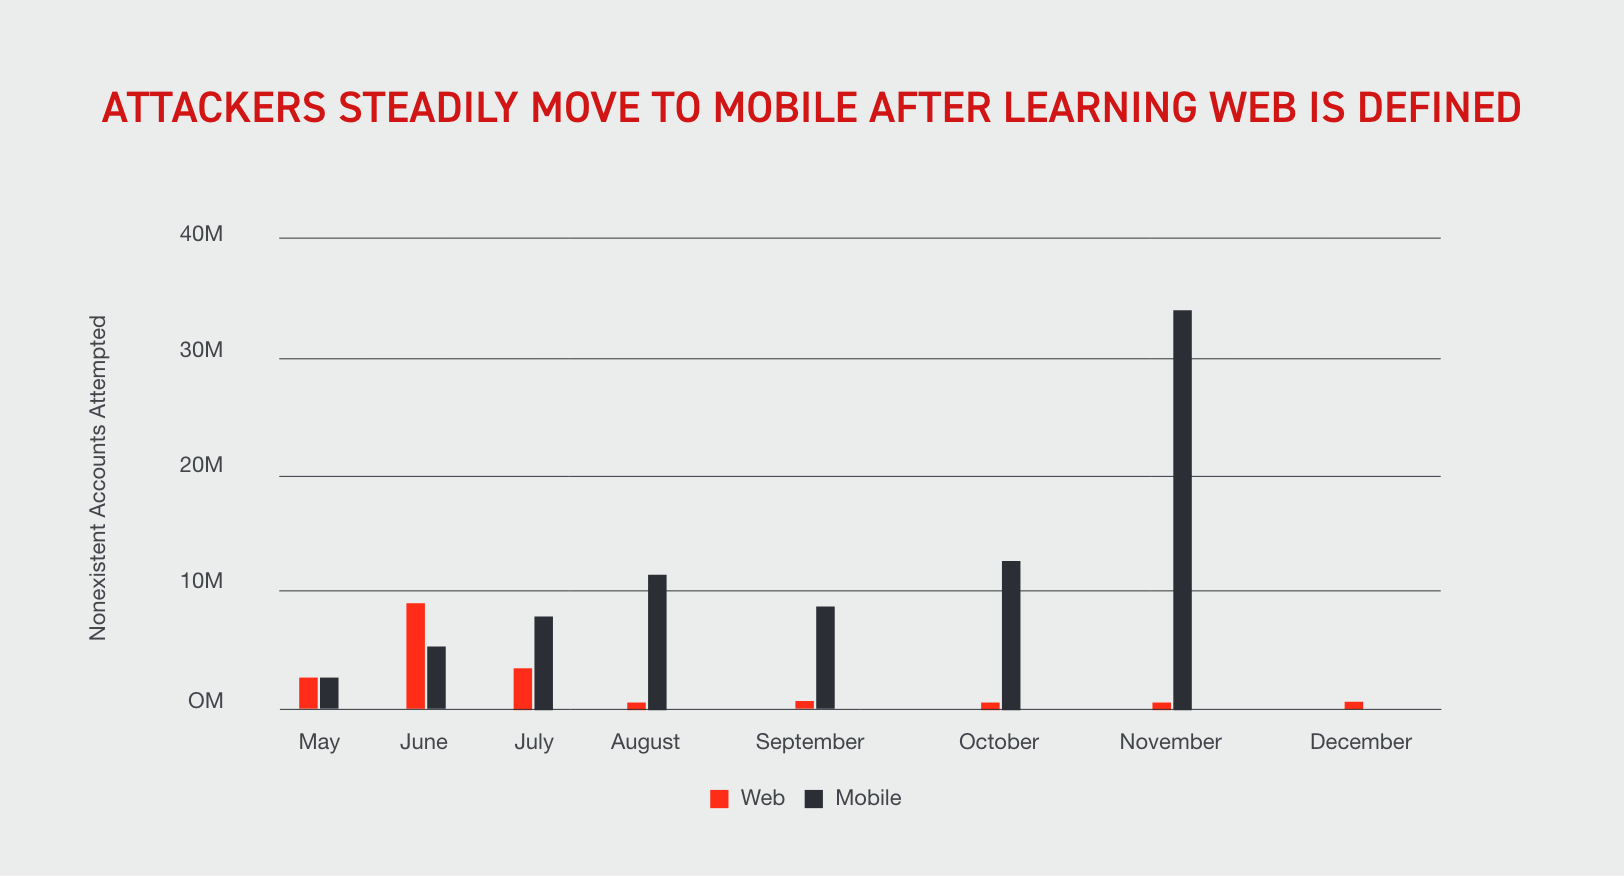 ATTACKERS STEADILY MOVE TO MOBILE AFTER LEARNING WEB IS DEFINED
Nonexistent Accounts Attempted
40M
30M
20M
10M
OM
May June July August September October November December
Web Mobile